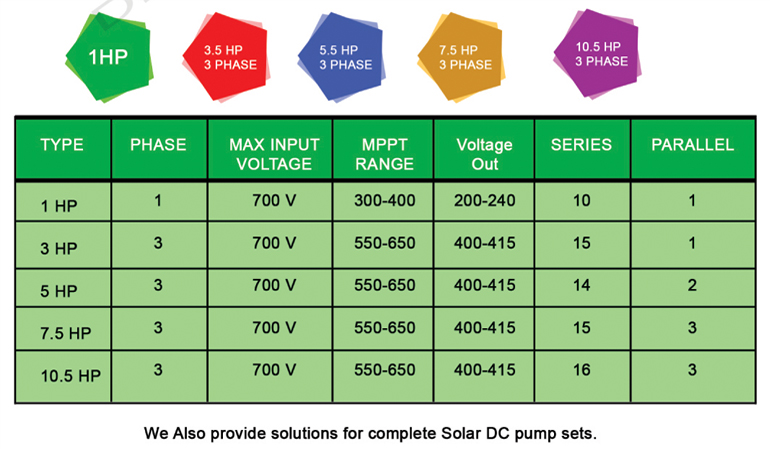 1HP
3.5 HP
3 PHASE
5.5 HP
3 PHASE
7.5 HP
3 PHASE
10.5 HP
3 PHASE
TYPE PHASE MAX INPUT VOLTAGE MPPT RANGE Voltage Out SERIES PARALLEL
1 HP 1 700 V 300-400 200-240 10 1
3 HP 3 700 V 550-650 400-415 15 1
5 HP 3 700 V 550-650 400-415 14 2
7.5 HP 3 700 V 550-650 400-415 15 3
10.5 HP 3 700 V 550-650 400-415 16 3
We Also provide solutions for complete Solar DC pump sets.